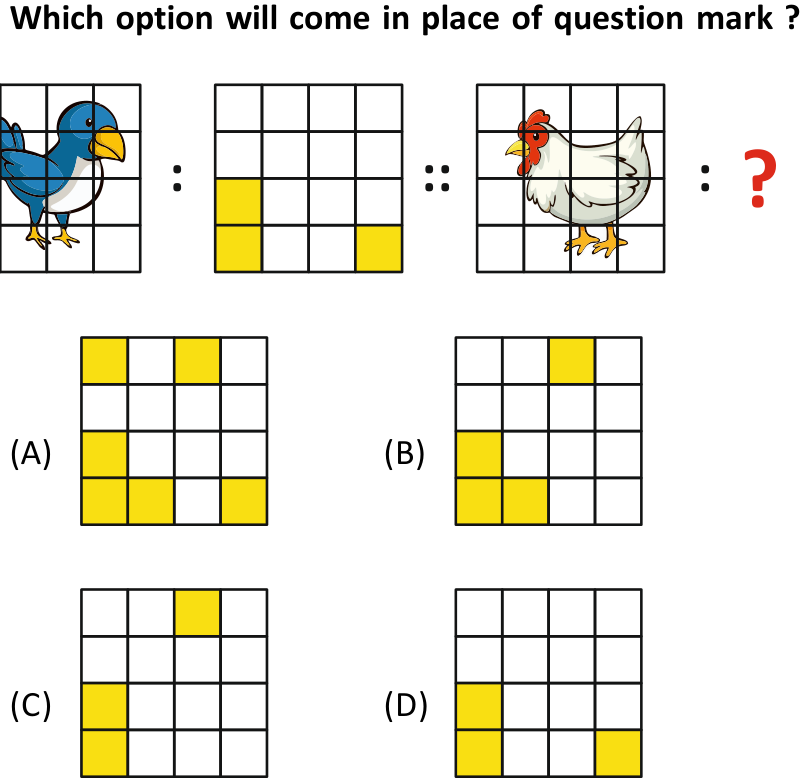 Which option will come in place of question mark ?
: :: : ?
(A) (B)
(C) (D)